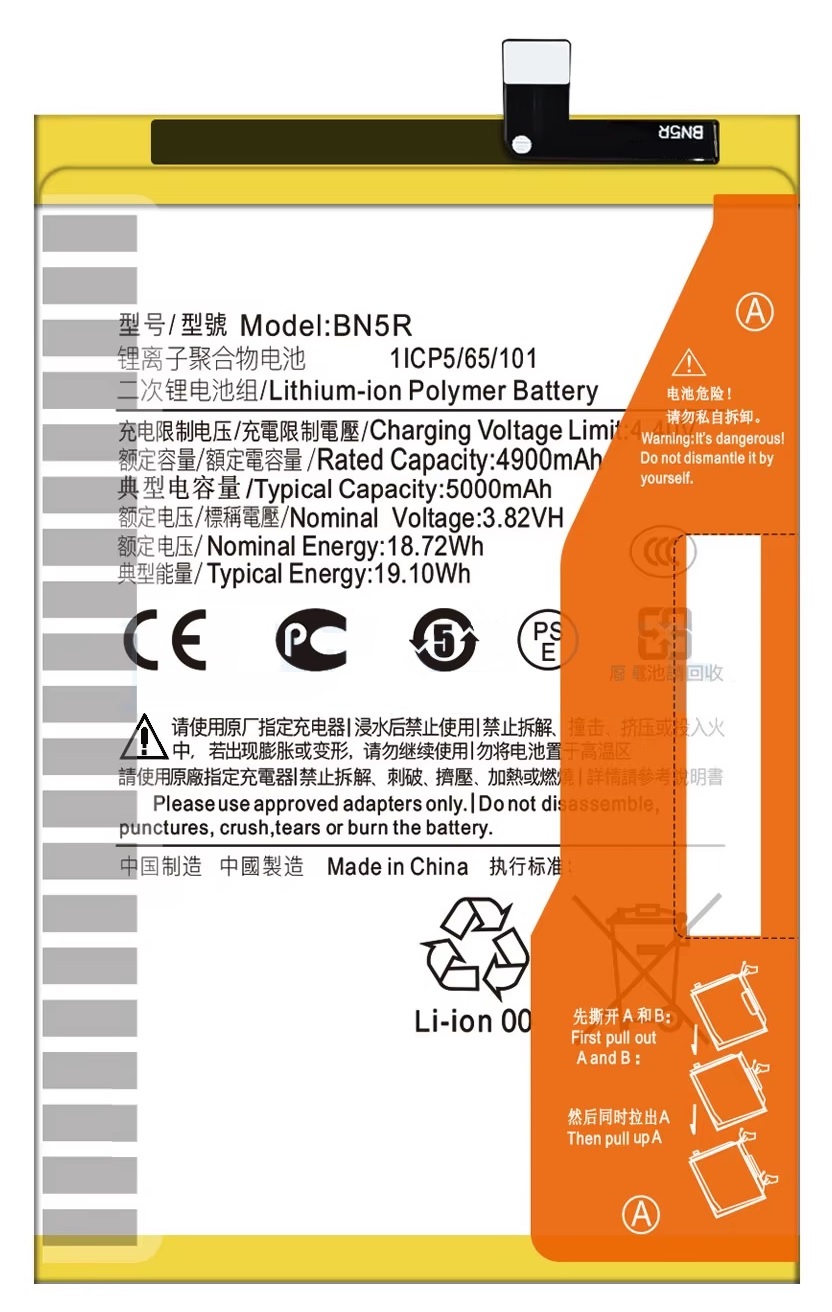 BN5R
型号/型號 Model:BN5R
锂离子聚合物电池 1ICP5/65/101
二次锂电池组/Lithium-ion Polymer Battery
充电限制电压/充電限制電壓/Charging Voltage Limit:4.40V
额定容量/額定電容量/Rated Capacity:4900mAh
典型电容量/Typical Capacity:5000mAh
额定电压/標稱電壓/Nominal Voltage:3.82VH
额定电压/Nominal Energy:18.72Wh
典型能量/Typical Energy:19.10Wh
A
电池危险!
请勿私自拆卸。
Warning:It's dangerous!
Do not dismantle it by
yourself.
CCC
CE PC 5 PS
E
電池請回收
请使用原厂指定充电器|浸水后禁止使用|禁止拆解、撞击、挤压或投入火
中,若出现膨胀或变形,请勿继续使用|勿将电池置于高温区
請使用原廠指定充電器|禁止拆解、刺破、擠壓、加熱或燃燒|詳情請參考說明書
Please use approved adapters only.|Do not disassemble,
punctures, crush,tears or burn the battery.
中国制造 中國製造 Made in China 执行标准:
Li-ion 00
先撕开A和B:
First pull out
A and B:
然后同时拉出A
Then pull up A
A